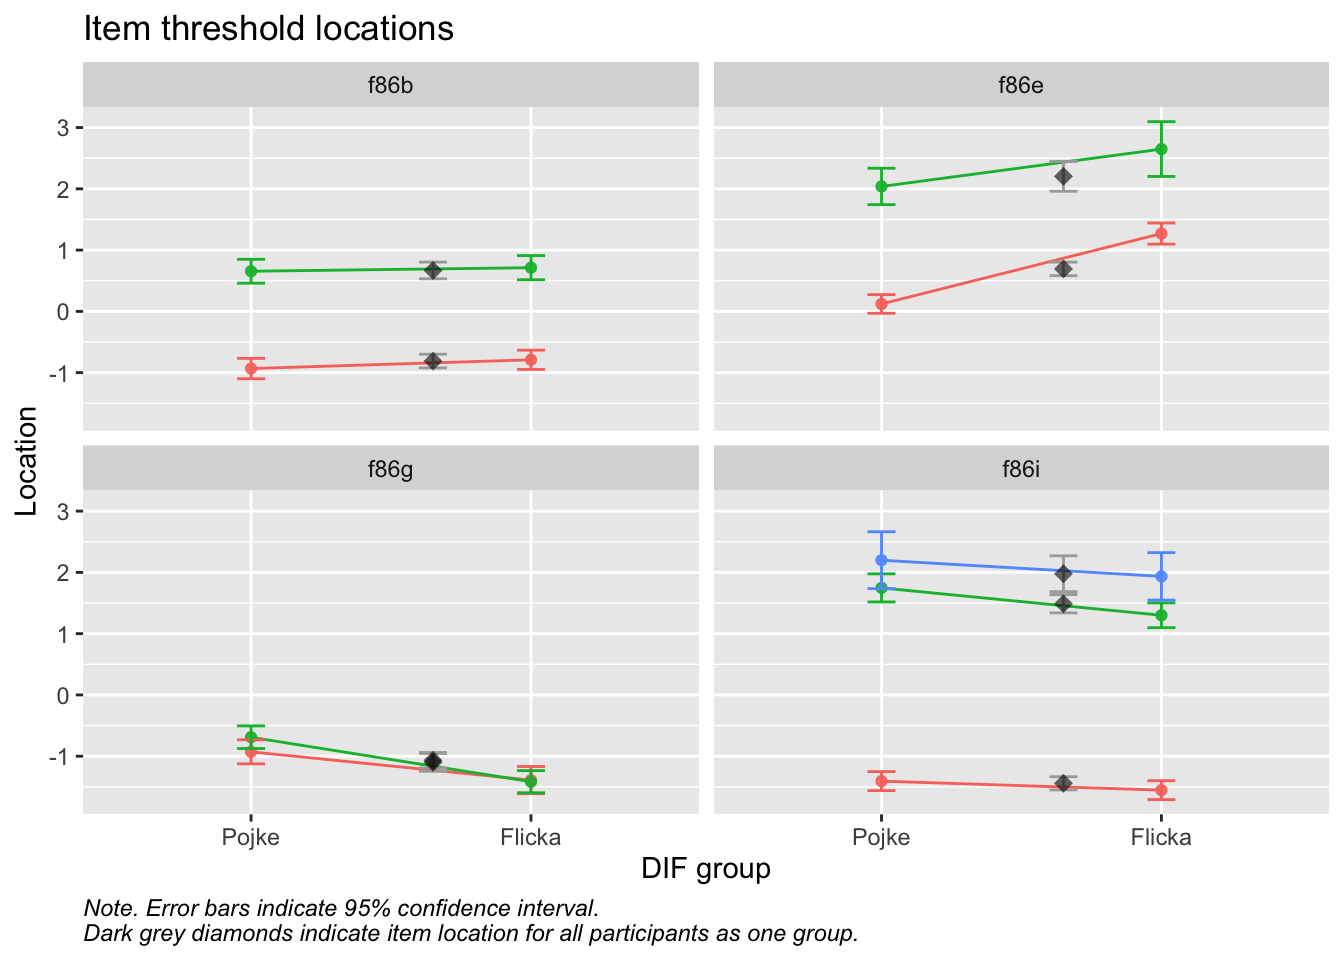 Item threshold locations
f86b
f86e
3
2
1
0
-1
Location
f86g
f86i
3
2
1
0
-1
Pojke
Flicka
Pojke
Flicka
DIF group
Note. Error bars indicate 95% confidence interval.
Dark grey diamonds indicate item location for all participants as one group.